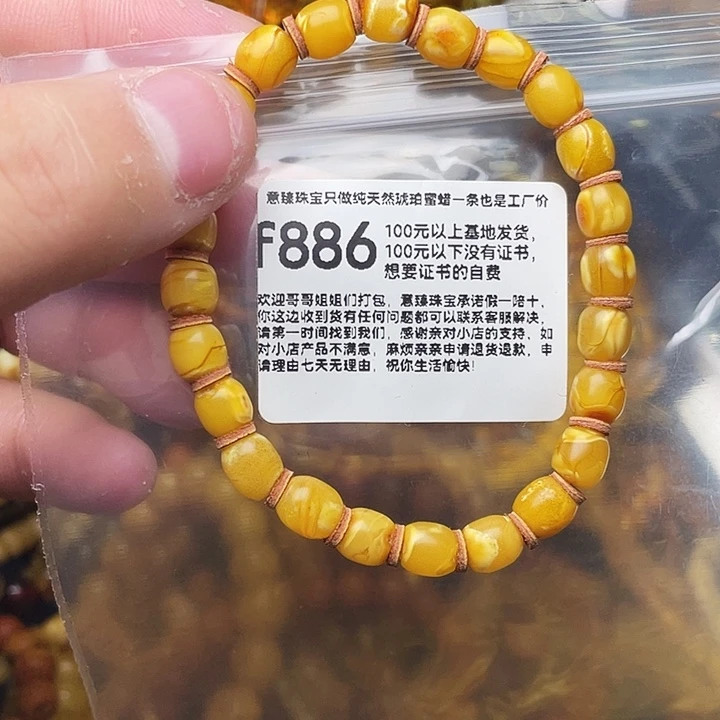 意臻珠宝只做纯天然琥珀蜜蜡一条也是工厂价
f886
100元以上基地发货，
100元以下没有证书，
想要证书的自费
欢迎哥哥姐姐们打包，意臻珠宝承诺假一陪十、
你这边收到货有任何问题都可以联系客服解决，
请第一时间找到我们，感谢亲对小店的支持、如
对小店产品不满意，麻烦亲亲申请退货退款，申
请理由七天无理由，祝你生活愉快！